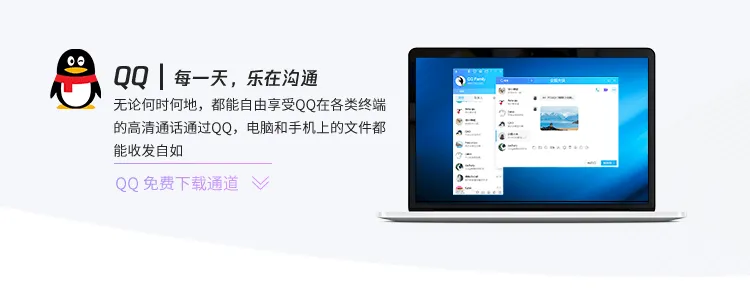 QQ | 每一天，乐在沟通
无论何时何地，都能自由享受QQ在各类终端
的高清通话通过QQ，电脑和手机上的文件都
能收发自如
QQ 免费下载通道